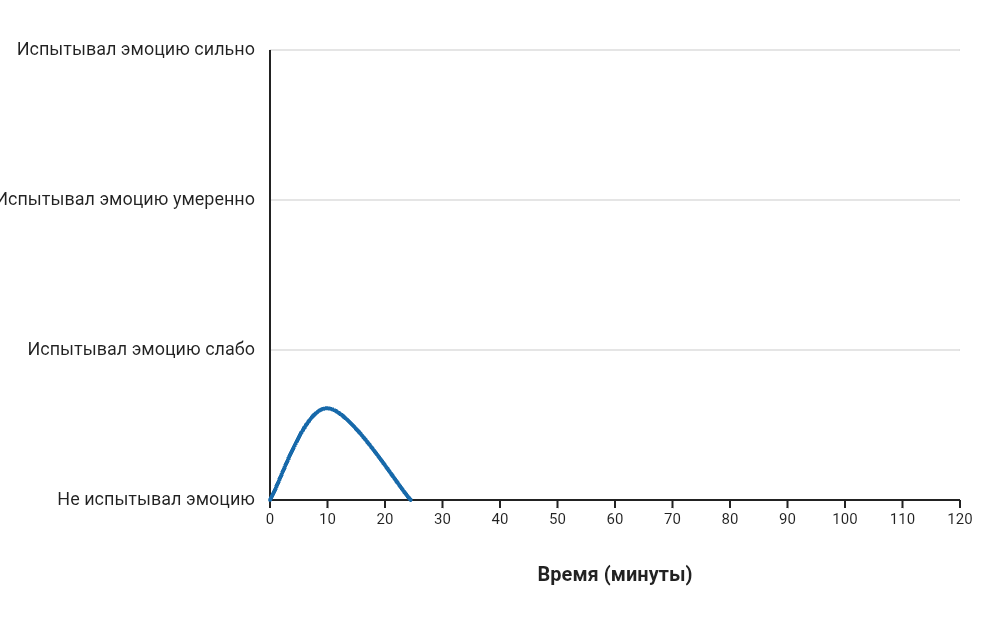 Испытывал эмоцию сильно
Испытывал эмоцию умеренно
Испытывал эмоцию слабо
Не испытывал эмоцию
0 10 20 30 40 50 60 70 80 90 100 110 120
Время (минуты)